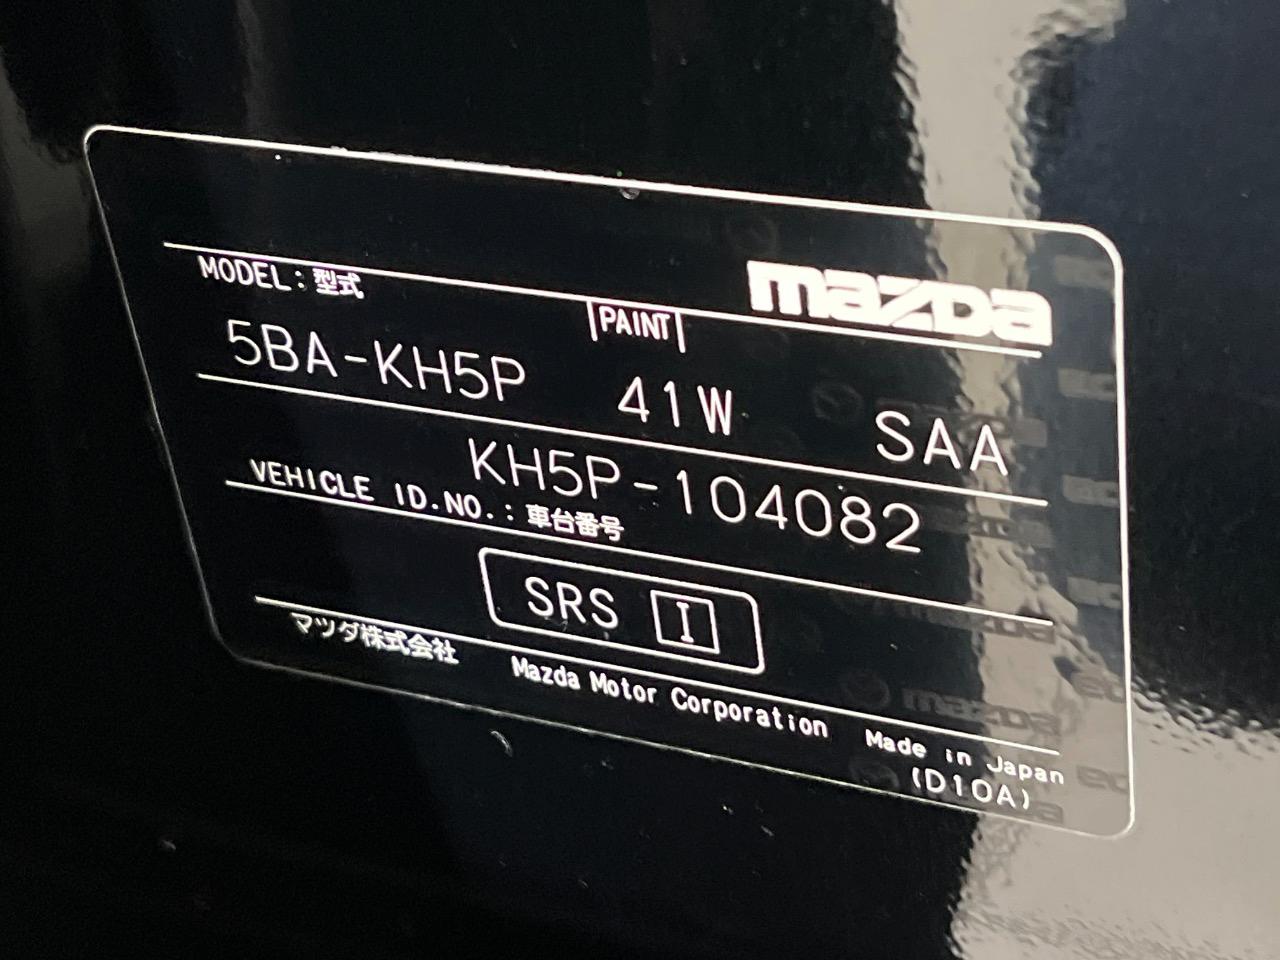 mazda
MODEL：型式
PAINT
5BA-KH5P 41W SAA
KH5P-104082
VEHICLE ID.NO.：車台番号
SRS I
マツダ株式会社 Mazda Motor Corporation Made in Japan
(D10A)